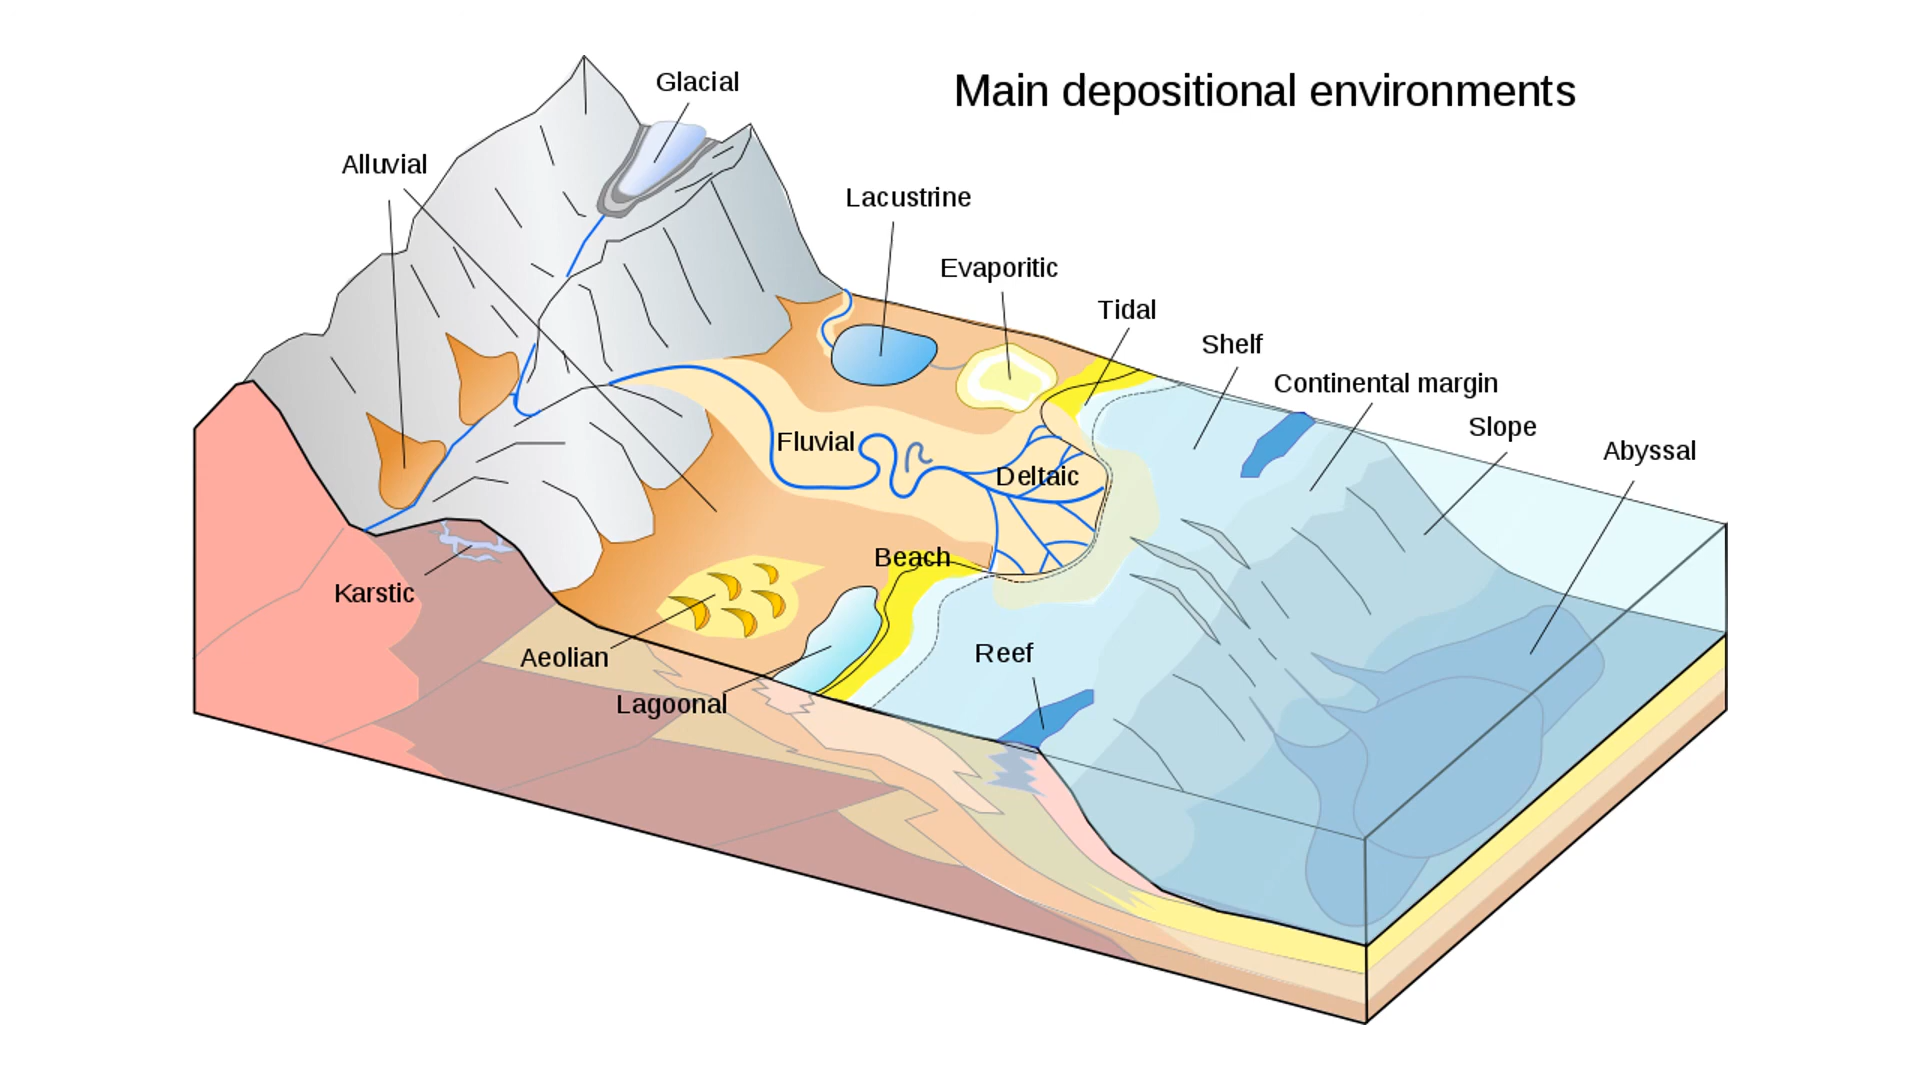 Main depositional environments
Glacial
Alluvial
Lacustrine
Evaporitic
Tidal
Shelf
Continental margin
Slope
Abyssal
Fluvial
Deltaic
Beach
Karstic
Aeolian
Reef
Lagoonal